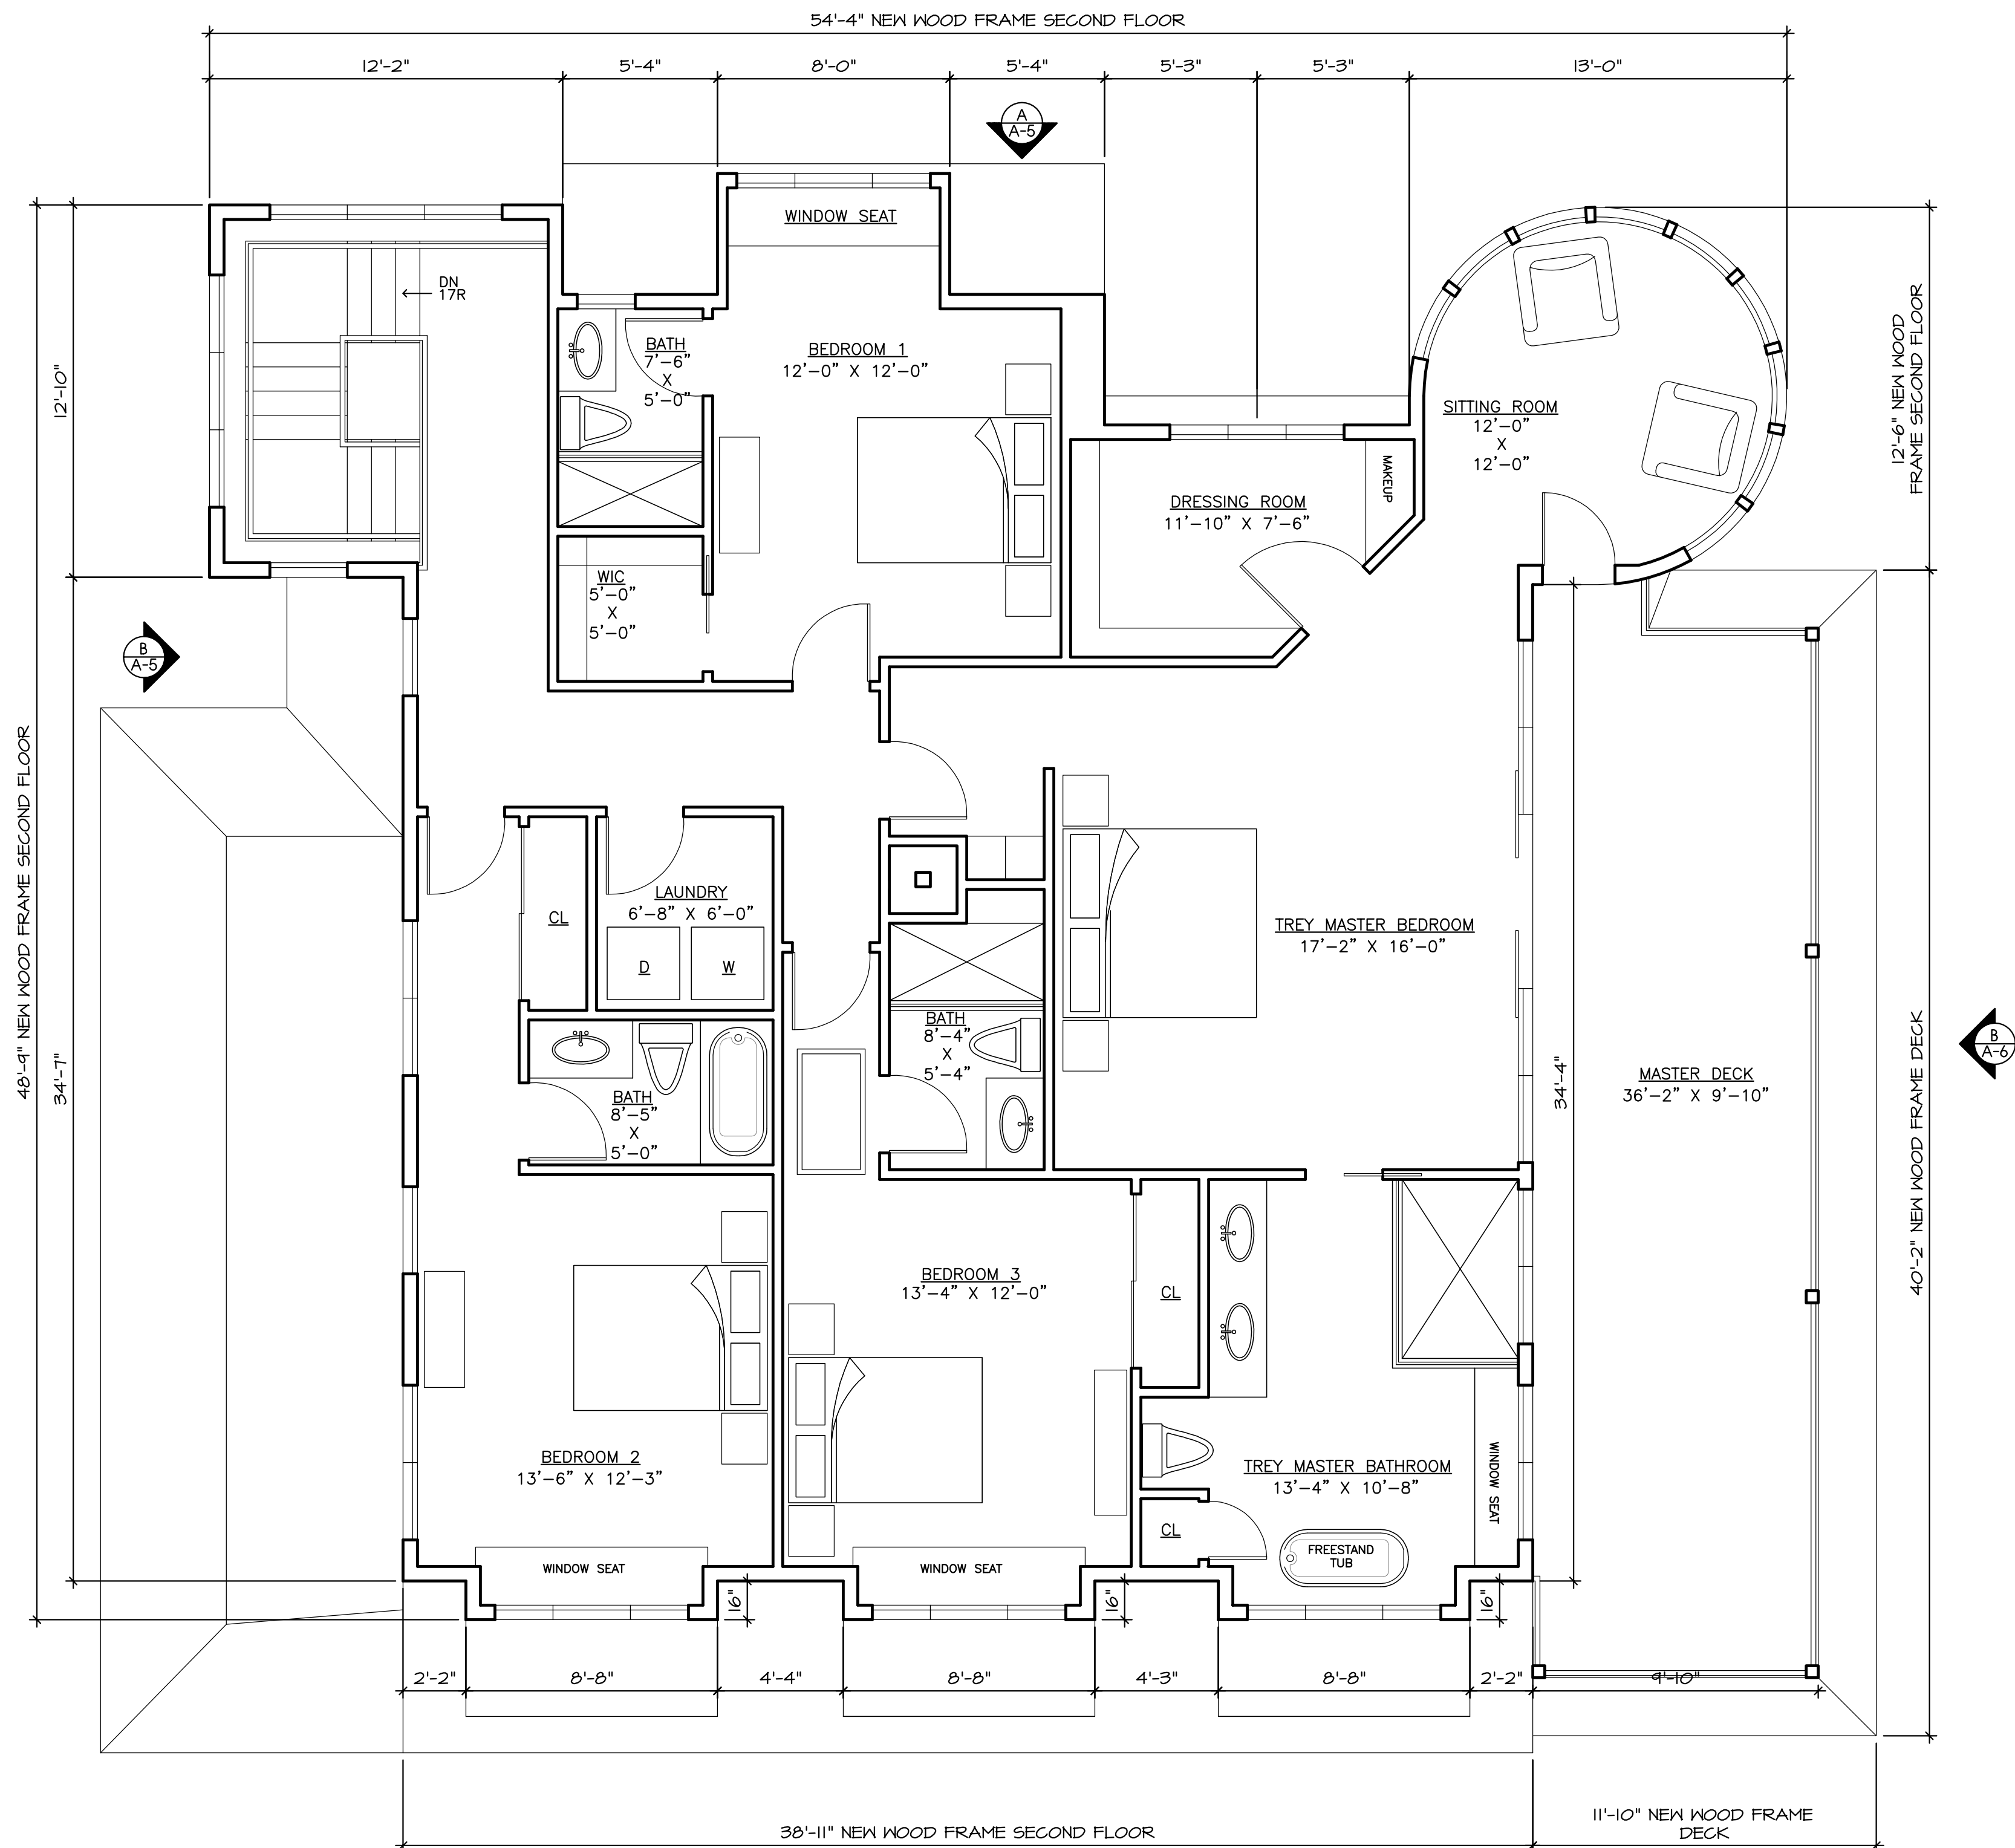 54'-4" NEW WOOD FRAME SECOND FLOOR
12'-2"
5'-4"
8'-0"
5'-4"
5'-3"
5'-3"
13'-0"
A
A-5
WINDOW SEAT
DN
17R
BATH
7'-6"
X
5'-0"
BEDROOM 1
12'-0" X 12'-0"
SITTING ROOM
12'-0"
X
12'-0"
12'-6" NEW WOOD
FRAME SECOND FLOOR
12'-10"
MAKEUP
DRESSING ROOM
11'-10" X 7'-6"
WIC
5'-0"
X
5'-0"
B
A-5
48'-9" NEW WOOD FRAME SECOND FLOOR
34'-7"
CL
LAUNDRY
6'-8" X 6'-0"
D
W
TREY MASTER BEDROOM
17'-2" X 16'-0"
BATH
8'-4"
X
5'-4"
BATH
8'-5"
X
5'-0"
34'-4"
MASTER DECK
36'-2" X 9'-10"
40'-2" NEW WOOD FRAME DECK
B
A-6
BEDROOM 3
13'-4" X 12'-0"
CL
BEDROOM 2
13'-6" X 12'-3"
TREY MASTER BATHROOM
13'-4" X 10'-8"
WINDOW SEAT
CL
FREESTAND
TUB
WINDOW SEAT
WINDOW SEAT
16"
16"
16"
2'-2"
8'-8"
4'-4"
8'-8"
4'-3"
8'-8"
2'-2"
9'-10"
38'-11" NEW WOOD FRAME SECOND FLOOR
11'-10" NEW WOOD FRAME
DECK